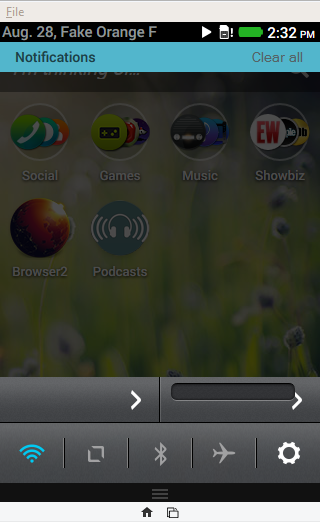 File
Aug. 28, Fake Orange F 2:32 PM
Notifications Clear all
I'm thinking of...
Social Games Music Showbiz
EW
Browser2 Podcasts